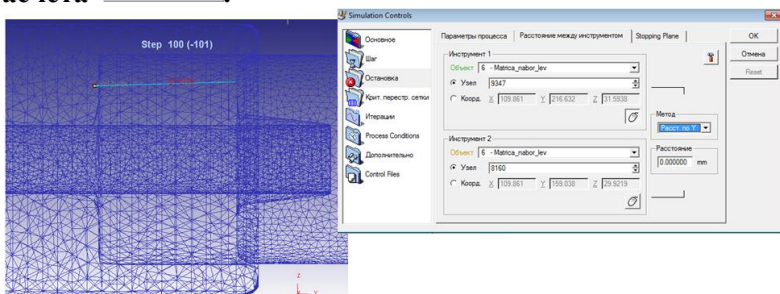 Step 100 (-101)
Simulation Controls
Основное
Шаг
Остановка
Крит. перестр. сетки
Итерации
Process Conditions
Дополнительно
Control Files
Параметры процесса
Расстояние между инструментом
Stopping Plane
Инструмент 1
Объект 6 - Matrica_nabor_lev
Узел 9347
Коорд. X 109.861 Y 216.632 Z 31.5938
Инструмент 2
Объект 6 - Matrica_nabor_lev
Узел 8160
Коорд. X 109.861 Y 159.038 Z 29.9219
Метод
Расст. по Y
Расстояние
0.000000 mm
OK
Отмена
Reset
Z
X